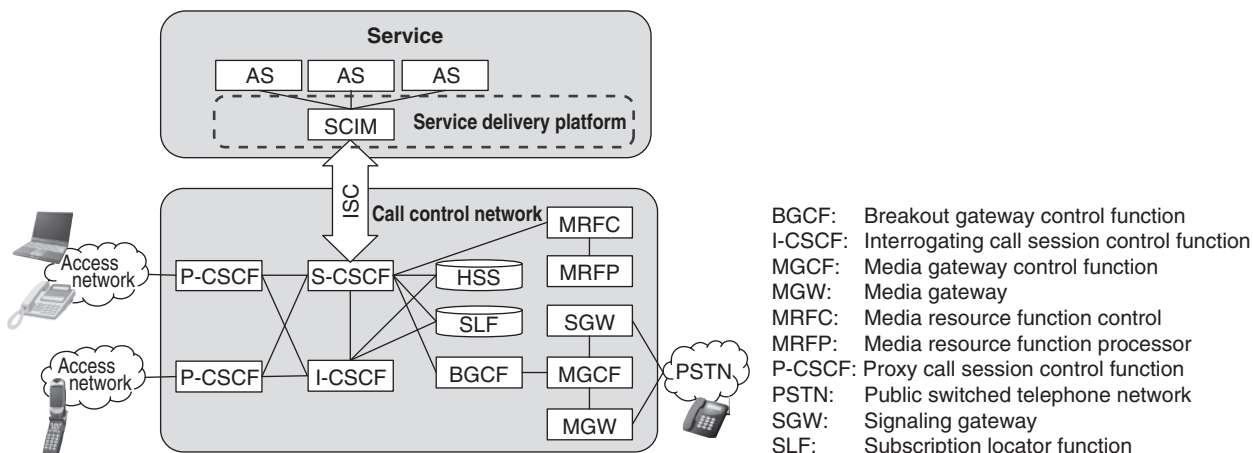 Service
AS AS AS
SCIM
Service delivery platform
ISC
Call control network
MRFC
MRFP
Access network
P-CSCF
S-CSCF
HSS
SLF
SGW
Access network
P-CSCF
I-CSCF
BGCF
MGCF
PSTN
MGW
BGCF: Breakout gateway control function
I-CSCF: Interrogating call session control function
MGCF: Media gateway control function
MGW: Media gateway
MRFC: Media resource function control
MRFP: Media resource function processor
P-CSCF: Proxy call session control function
PSTN: Public switched telephone network
SGW: Signaling gateway
SLF: Subscription locator function